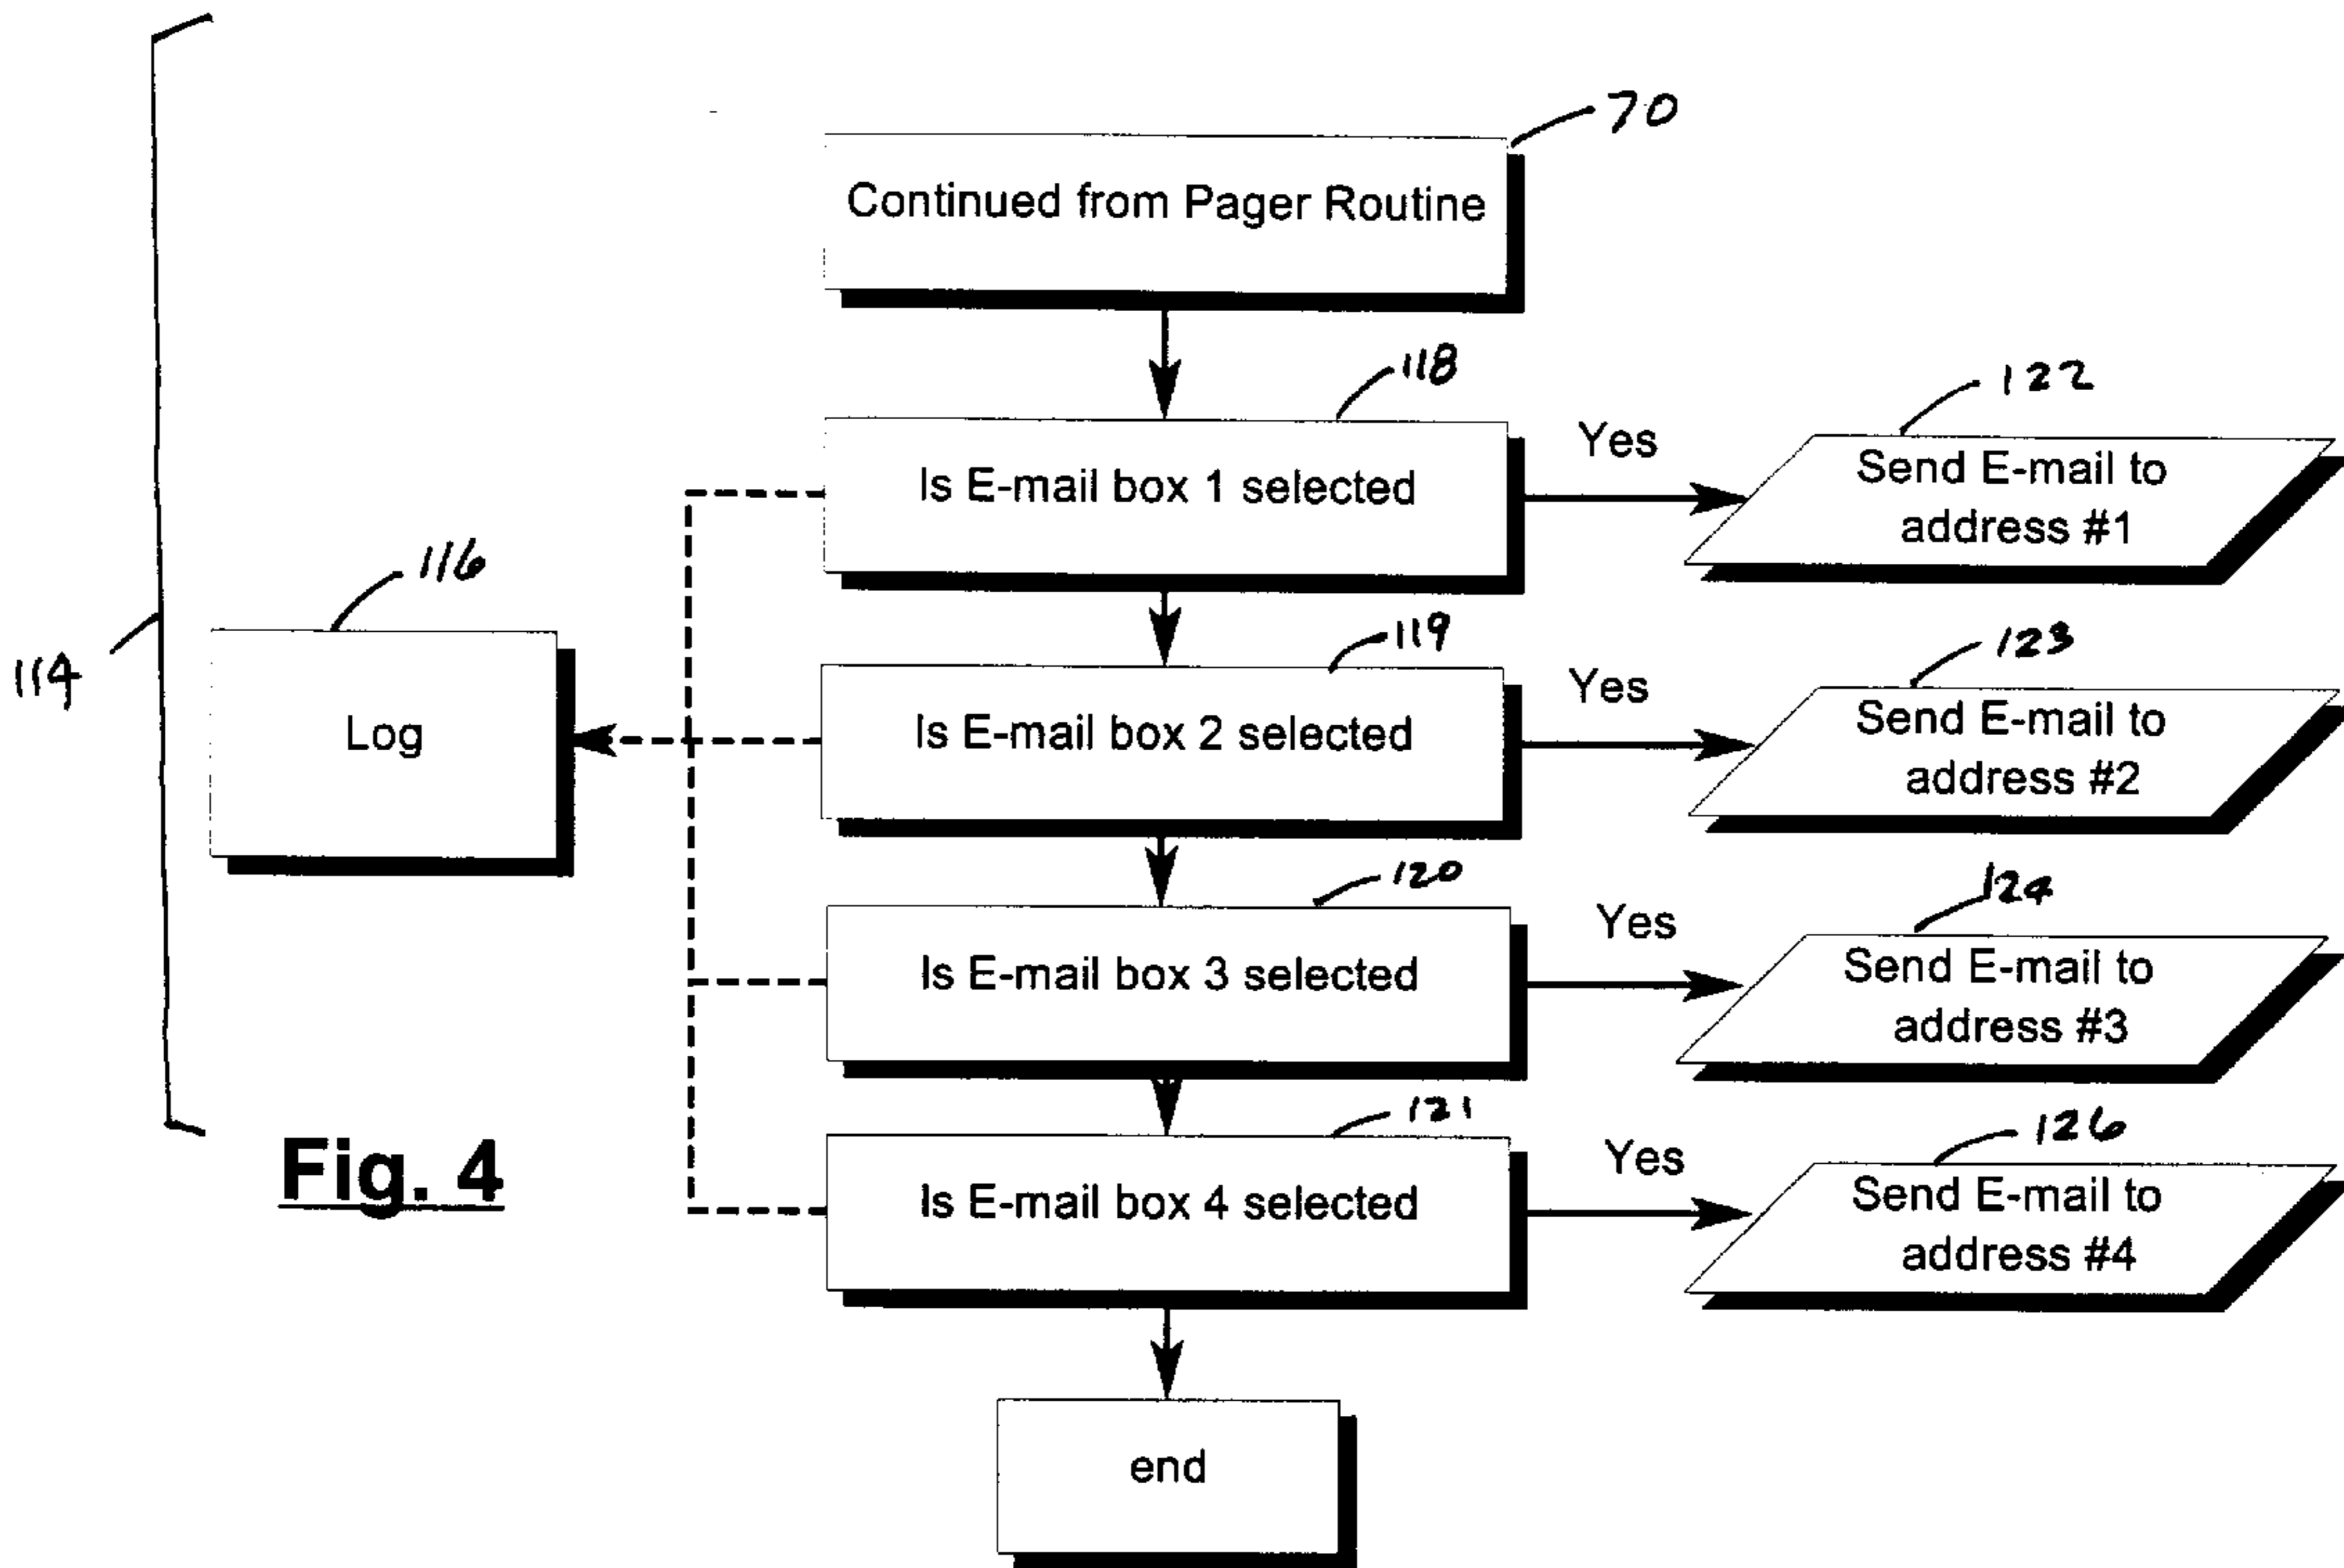 70
Continued from Pager Routine
118
122
Is E-mail box 1 selected
Yes
Send E-mail to
address #1
116
119
123
114
Log
Is E-mail box 2 selected
Yes
Send E-mail to
address #2
120
124
Is E-mail box 3 selected
Yes
Send E-mail to
address #3
121
126
Fig. 4
Is E-mail box 4 selected
Yes
Send E-mail to
address #4
end